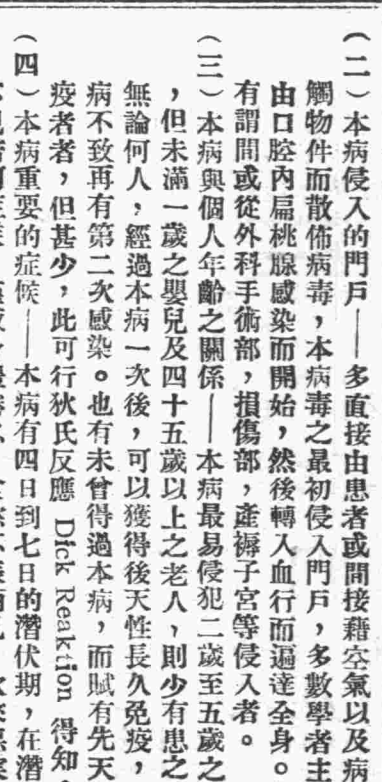 (二)本病侵入的門戶——多直接由患者或間接藉空氣以及病
觸物件而散佈病毒,本病毒之最初侵入門戶,多數學者主
由口腔內扁桃腺感染而開始,然後轉入血行而遍達全身。
有謂間或從外科手術部,損傷部,產褥子宮等侵入者。
(三)本病與個人年齡之關係——本病最易侵犯二歲至五歲之
,但未滿一歲之嬰兒及四十五歲以上之老人,則少有患之
無論何人,經過本病一次後,可以獲得後天性長久免疫,
病不致再有第二次感染。也有未曾得過本病,而賦有先天
疫者者,但甚少,此可行狄氏反應 Dick Reaktion 得知
(四)本病重要的症候——本病有四日到七日的潛伏期,在潛